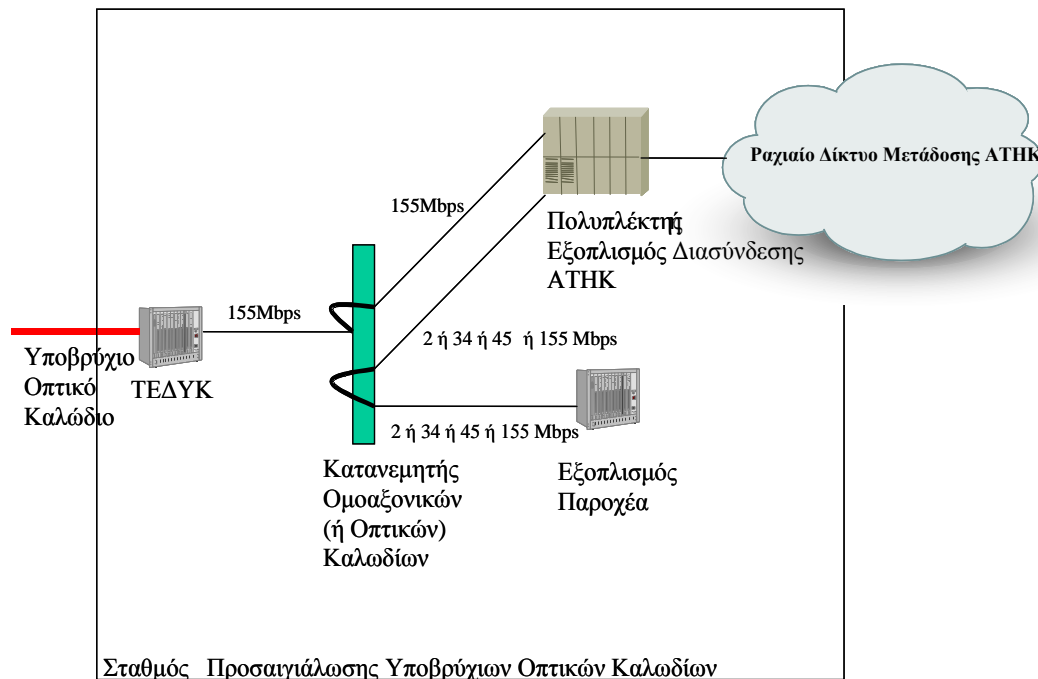 Ραχιαίο Δίκτυο Μετάδοσης ΑΤΗΚ
155Mbps
Πολυπλέκτης
Εξοπλισμός Διασύνδεσης
ΑΤΗΚ
155Mbps
2 ή 34 ή 45 ή 155 Mbps
Υποβρύχιο
Οπτικό
Καλώδιο
ΤΕΔΥΚ
2 ή 34 ή 45 ή 155 Mbps
Κατανεμητής
Ομοαξονικών
(ή Οπτικών)
Καλωδίων
Εξοπλισμός
Παροχέα
Σταθμός Προσαιγιάλωσης Υποβρύχιων Οπτικών Καλωδίων